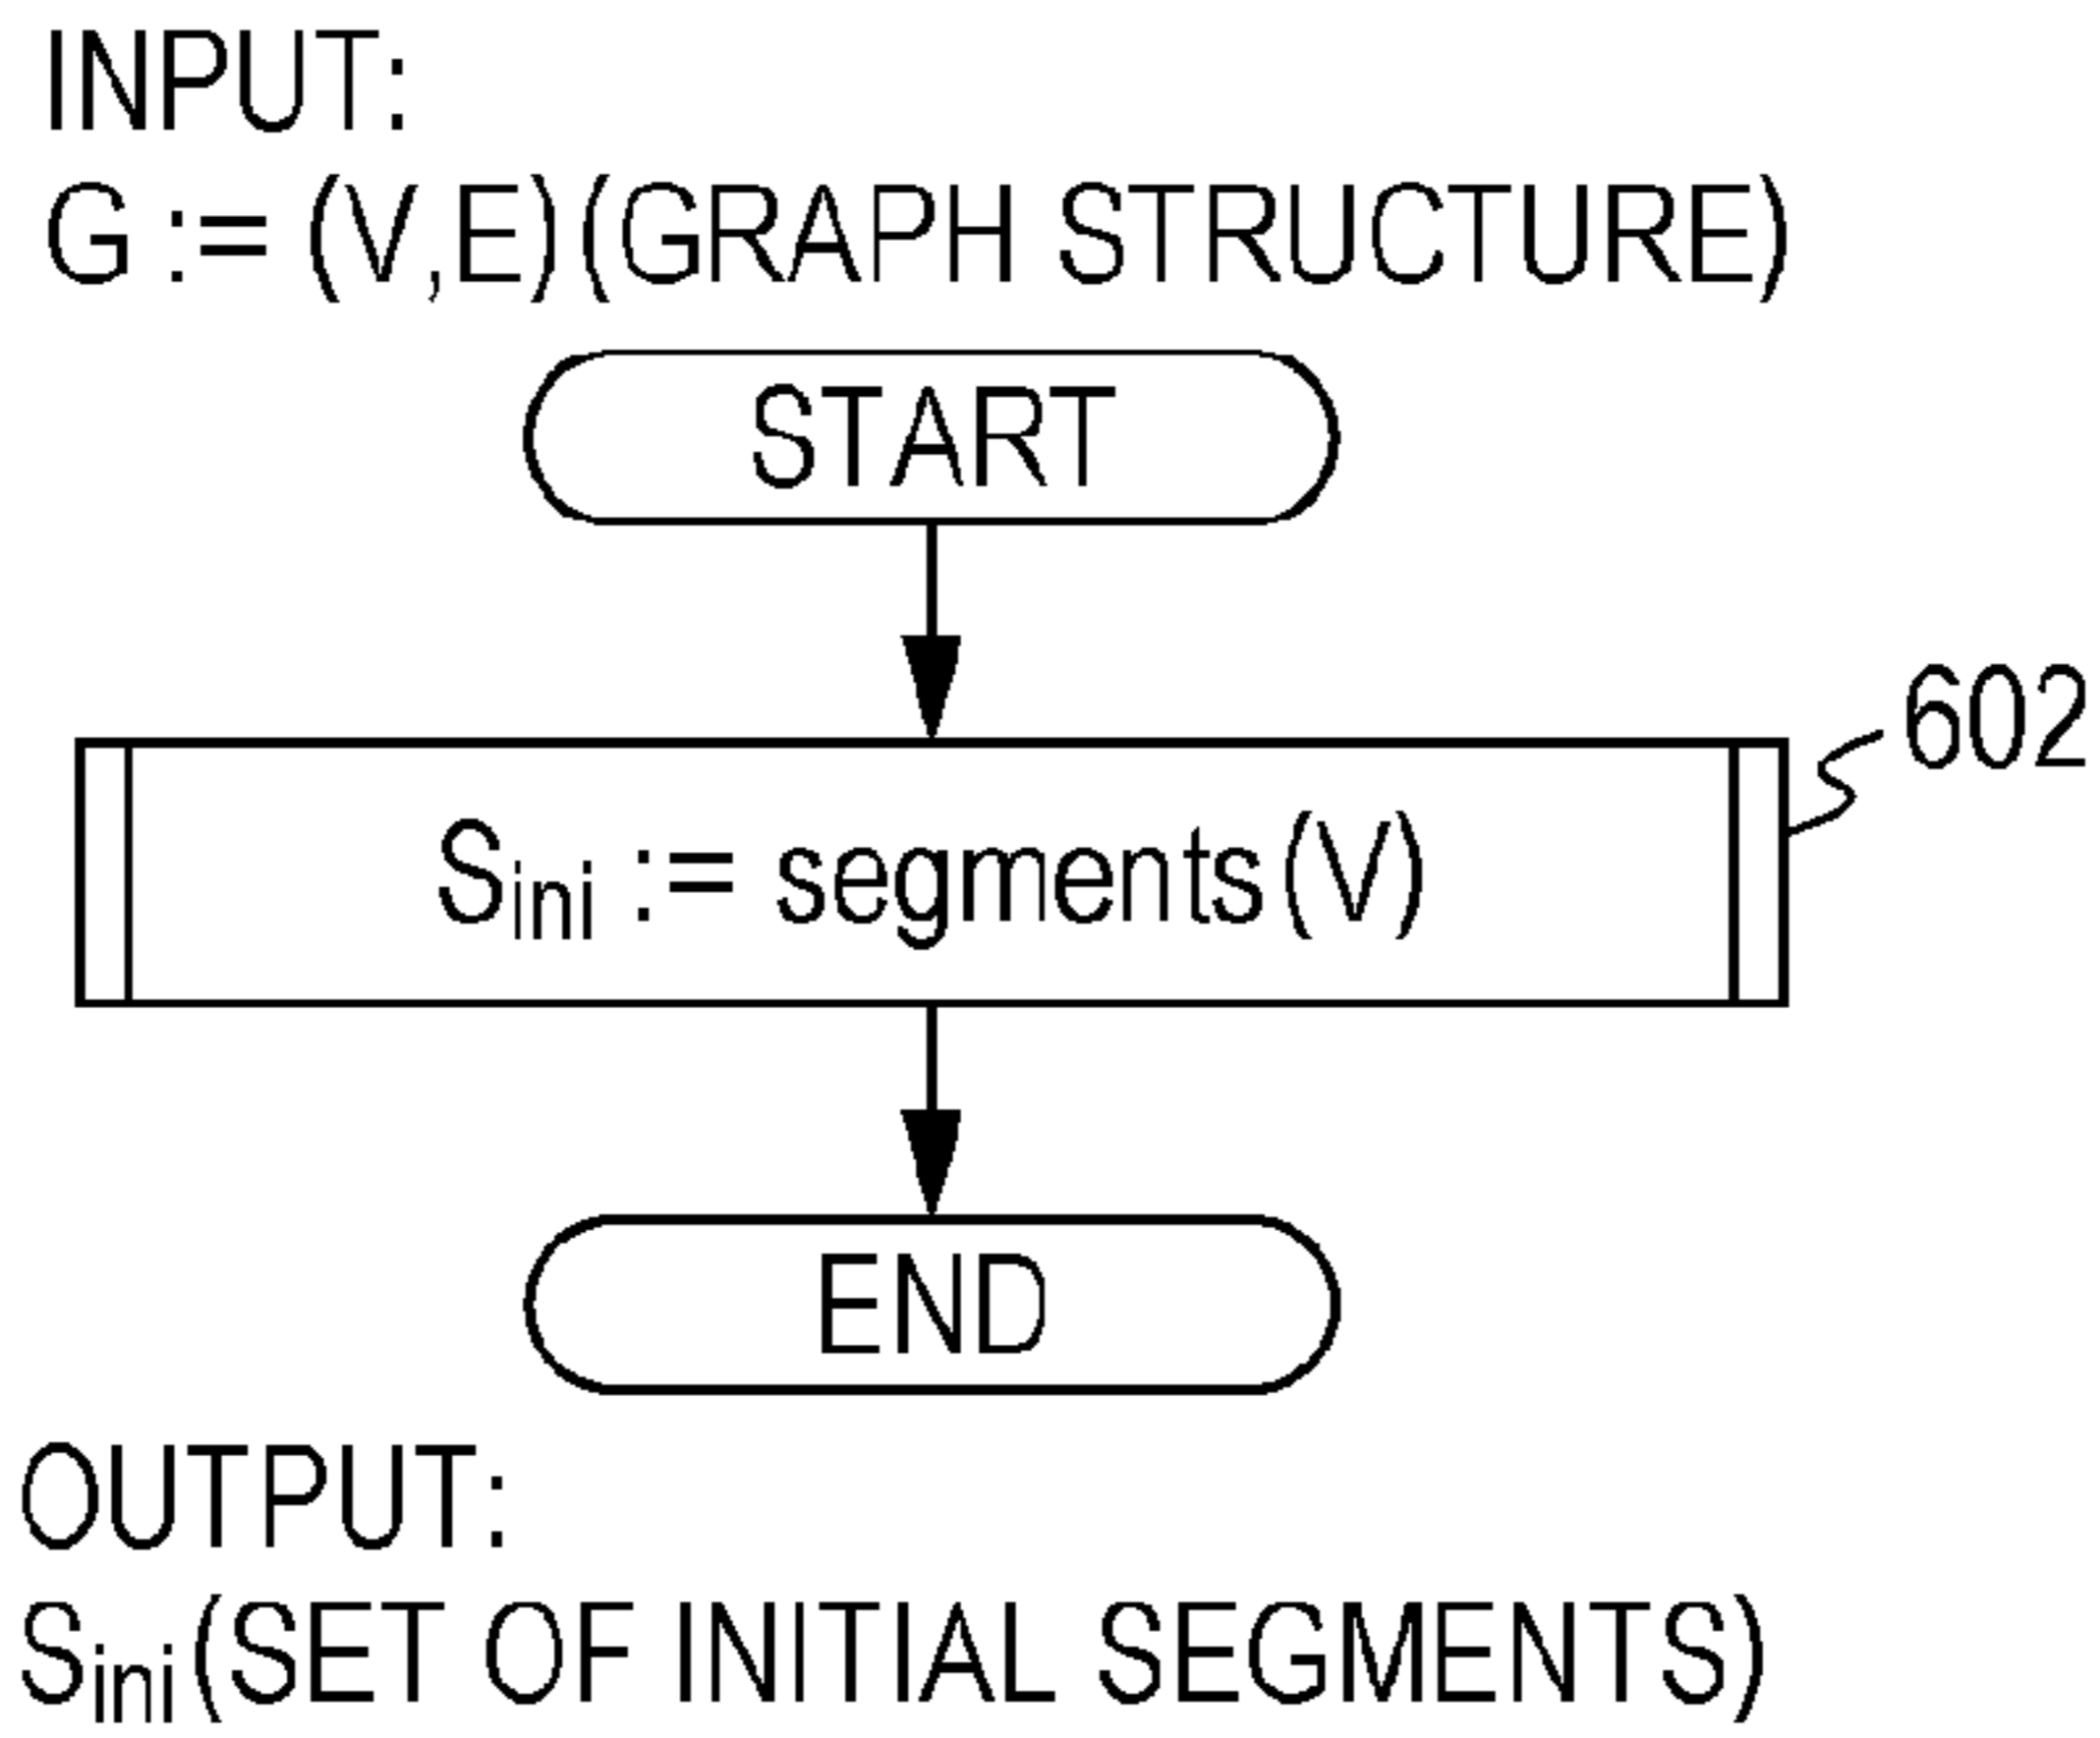 INPUT:
G := (V,E)(GRAPH STRUCTURE)
START
602
Sini := segments(V)
END
OUTPUT:
Sini(SET OF INITIAL SEGMENTS)